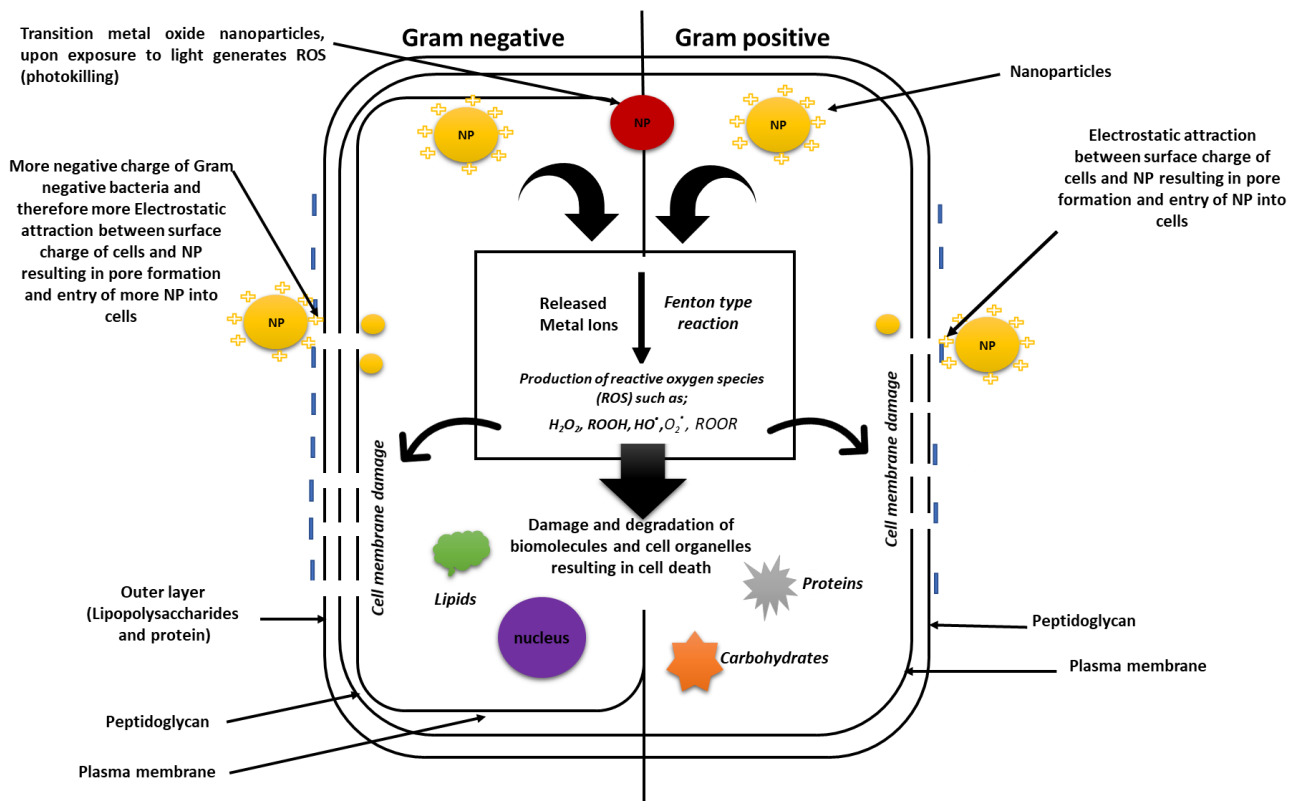 Transition metal oxide nanoparticles,
upon exposure to light generates ROS
(photokilling)
Gram negative
Gram positive
Nanoparticles
NP
NP
NP
More negative charge of Gram
negative bacteria and
therefore more Electrostatic
attraction between surface
charge of cells and NP
resulting in pore formation
and entry of more NP into
cells
Electrostatic attraction
between surface charge of
cells and NP resulting in pore
formation and entry of NP into
cells
NP
NP
Released
Metal Ions
Fenton type
reaction
Production of reactive oxygen species
(ROS) such as;
H₂O₂, ROOH, HO•, O₂•, ROOR
Cell membrane damage
Cell membrane damage
Damage and degradation of
biomolecules and cell organelles
resulting in cell death
Lipids
Proteins
nucleus
Carbohydrates
Outer layer
(Lipopolysaccharides
and protein)
Peptidoglycan
Plasma membrane
Peptidoglycan
Plasma membrane